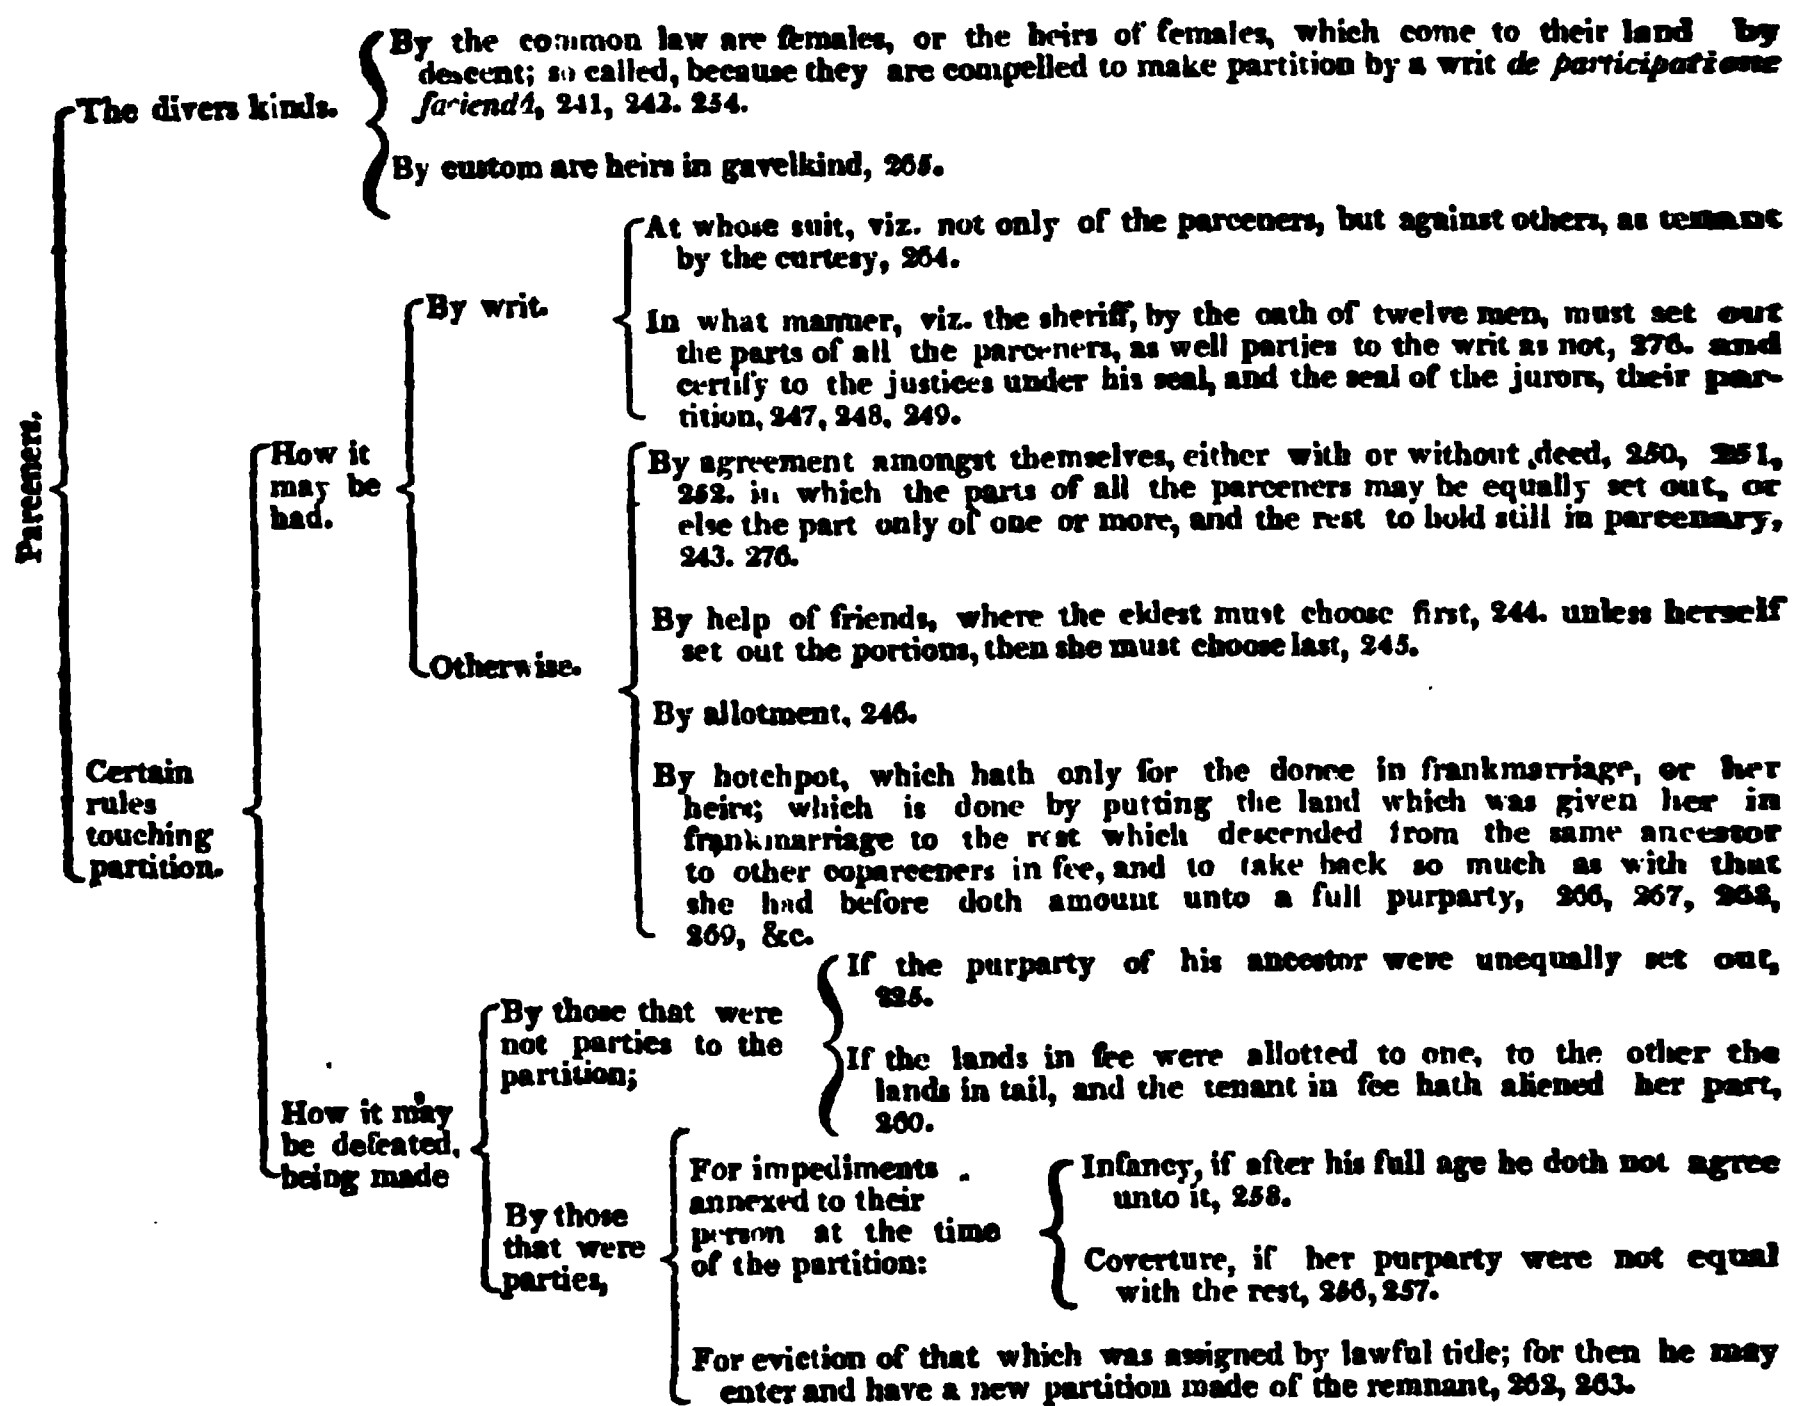 Parceners.
The divers kinds.
By the common law are females, or the heirs of females, which come to their land by
descent; so called, because they are compelled to make partition by a writ de participatione
faciendâ, 241, 242. 254.
By custom are heirs in gavelkind, 265.
Certain
rules
touching
partition.
How it
may be
had.
By writ.
At whose suit, viz. not only of the parceners, but against others, as tenant
by the curtesy, 264.
In what manner, viz. the sheriff, by the oath of twelve men, must set out
the parts of all the parceners, as well parties to the writ as not, 276. and
certify to the justices under his seal, and the seal of the jurors, their par-
tition, 247, 248, 249.
Otherwise.
By agreement amongst themselves, either with or without deed, 250, 251,
252. in which the parts of all the parceners may be equally set out, or
else the part only of one or more, and the rest to hold still in parcenary,
243. 276.
By help of friends, where the eldest must choose first, 244. unless herself
set out the portions, then she must choose last, 245.
By allotment, 246.
By hotchpot, which hath only for the donee in frankmarriage, or her
heirs; which is done by putting the land which was given her in
frankmarriage to the rest which descended from the same ancestor
to other coparceners in fee, and to take back so much as with that
she had before doth amount unto a full purparty, 266, 267, 268,
269, &c.
How it may
be defeated,
being made
By those that were
not parties to the
partition;
If the purparty of his ancestor were unequally set out,
225.
If the lands in fee were allotted to one, to the other the
lands in tail, and the tenant in fee hath aliened her part,
260.
By those
that were
parties,
For impediments
annexed to their
person at the time
of the partition:
Infancy, if after his full age he doth not agree
unto it, 258.
Coverture, if her purparty were not equal
with the rest, 256, 257.
For eviction of that which was assigned by lawful title; for then he may
enter and have a new partition made of the remnant, 262, 263.